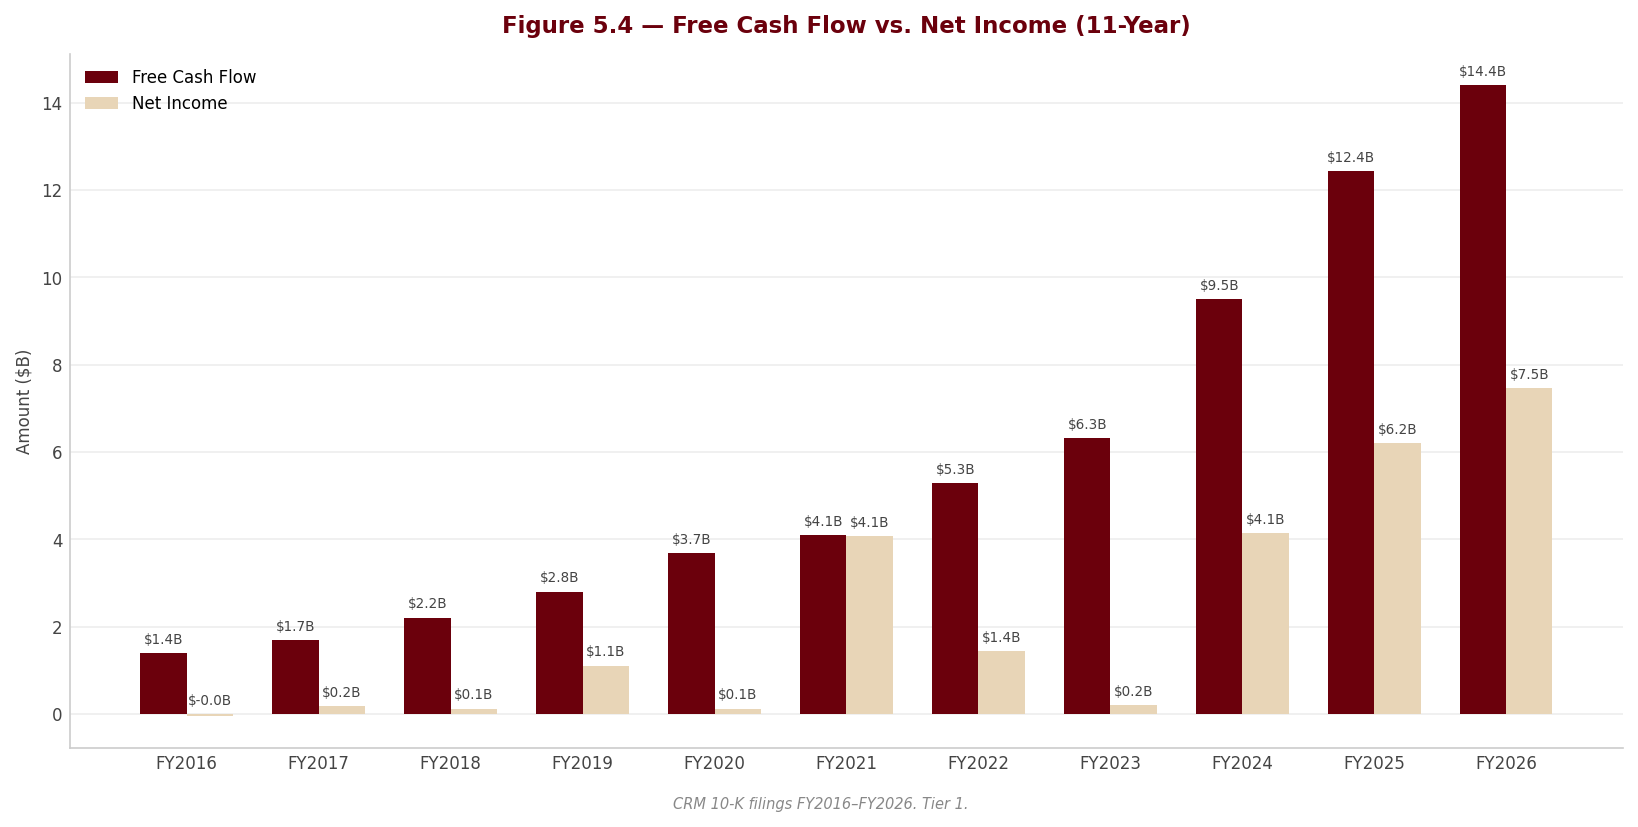 Figure 5.4 — Free Cash Flow vs. Net Income (11-Year)
Free Cash Flow
Net Income
Amount ($B)
14
12
10
8
6
4
2
0
$1.4B
$-0.0B
$1.7B
$0.2B
$2.2B
$0.1B
$2.8B
$1.1B
$3.7B
$0.1B
$4.1B
$4.1B
$5.3B
$1.4B
$6.3B
$0.2B
$9.5B
$4.1B
$12.4B
$6.2B
$14.4B
$7.5B
FY2016 FY2017 FY2018 FY2019 FY2020 FY2021 FY2022 FY2023 FY2024 FY2025 FY2026
CRM 10-K filings FY2016–FY2026. Tier 1.